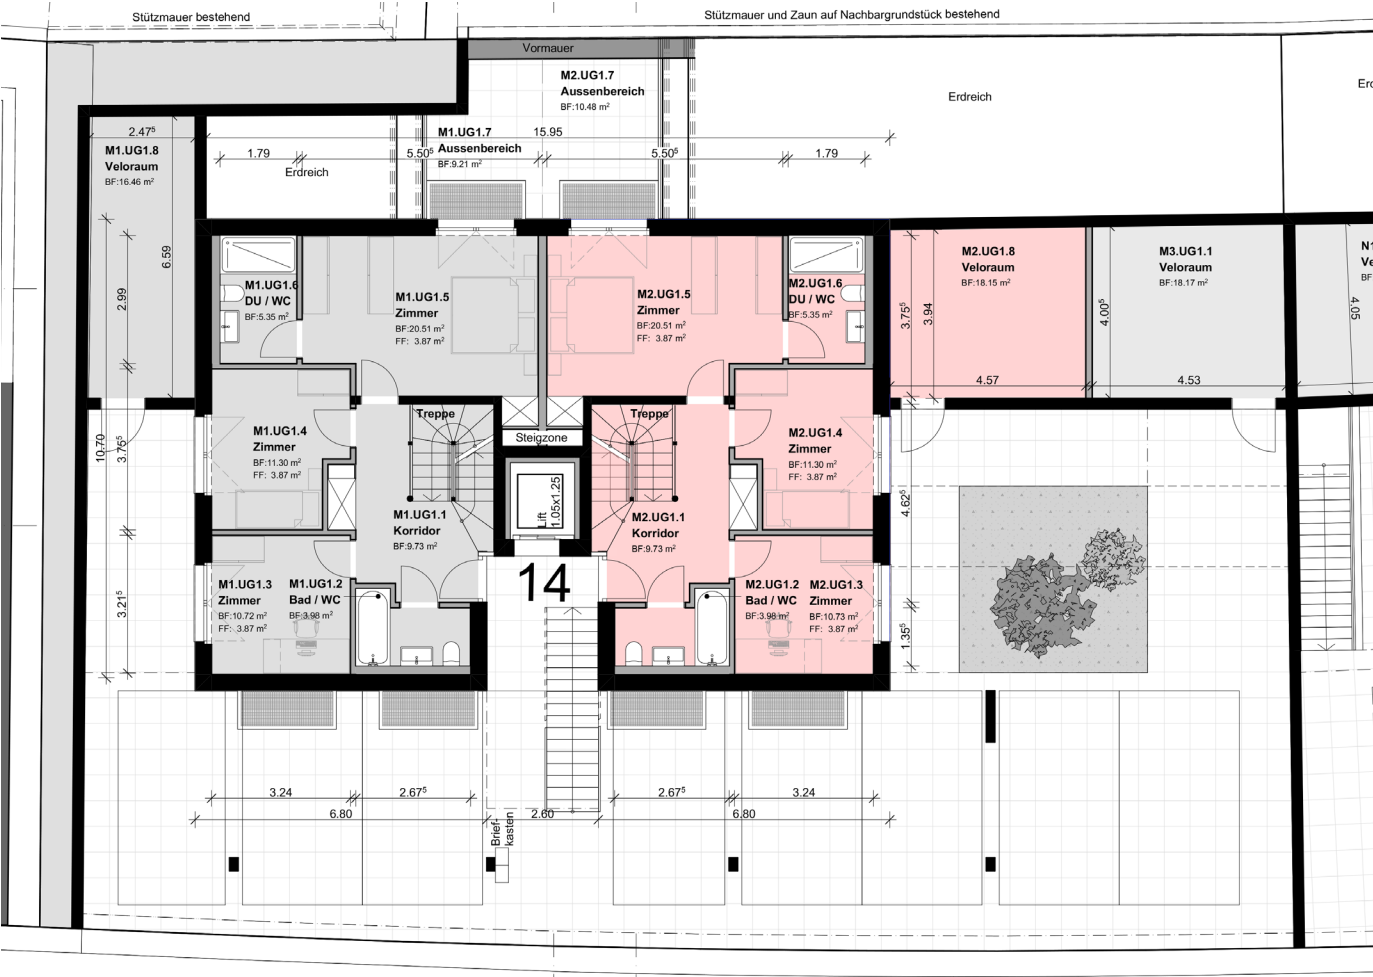 Stützmauer bestehend
Stützmauer und Zaun auf Nachbargrundstück bestehend
Vormauer
M2.UG1.7
Aussenbereich
BF:10.48 m²
Erdreich
M1.UG1.7
Aussenbereich
BF:9.21 m²
15.95
2.47⁵
1.79
5.50⁵
5.50⁵
1.79
Erdreich
M1.UG1.8
Veloraum
BF:16.46 m²
6.59
2.99
10.70
3.75⁵
3.21⁵
M1.UG1.6
DU / WC
BF:5.35 m²
M1.UG1.5
Zimmer
BF:20.51 m²
FF: 3.87 m²
M2.UG1.5
Zimmer
BF:20.51 m²
FF: 3.87 m²
M2.UG1.6
DU / WC
BF:5.35 m²
M2.UG1.8
Veloraum
BF:18.15 m²
M3.UG1.1
Veloraum
BF:18.17 m²
3.75⁵
3.94
4.00⁵
4.05
4.57
4.53
Treppe
Treppe
Steigzone
Lift
1.05x1.25
M1.UG1.4
Zimmer
BF:11.30 m²
FF: 3.87 m²
M2.UG1.4
Zimmer
BF:11.30 m²
FF: 3.87 m²
M1.UG1.1
Korridor
BF:9.73 m²
M2.UG1.1
Korridor
BF:9.73 m²
4.62⁵
1.35⁵
14
M1.UG1.3
Zimmer
BF:10.72 m²
FF: 3.87 m²
M1.UG1.2
Bad / WC
BF:3.98 m²
M2.UG1.2
Bad / WC
BF:3.98 m²
M2.UG1.3
Zimmer
BF:10.73 m²
FF: 3.87 m²
3.24
2.67⁵
2.67⁵
3.24
6.80
2.60
6.80
Brief-
kasten